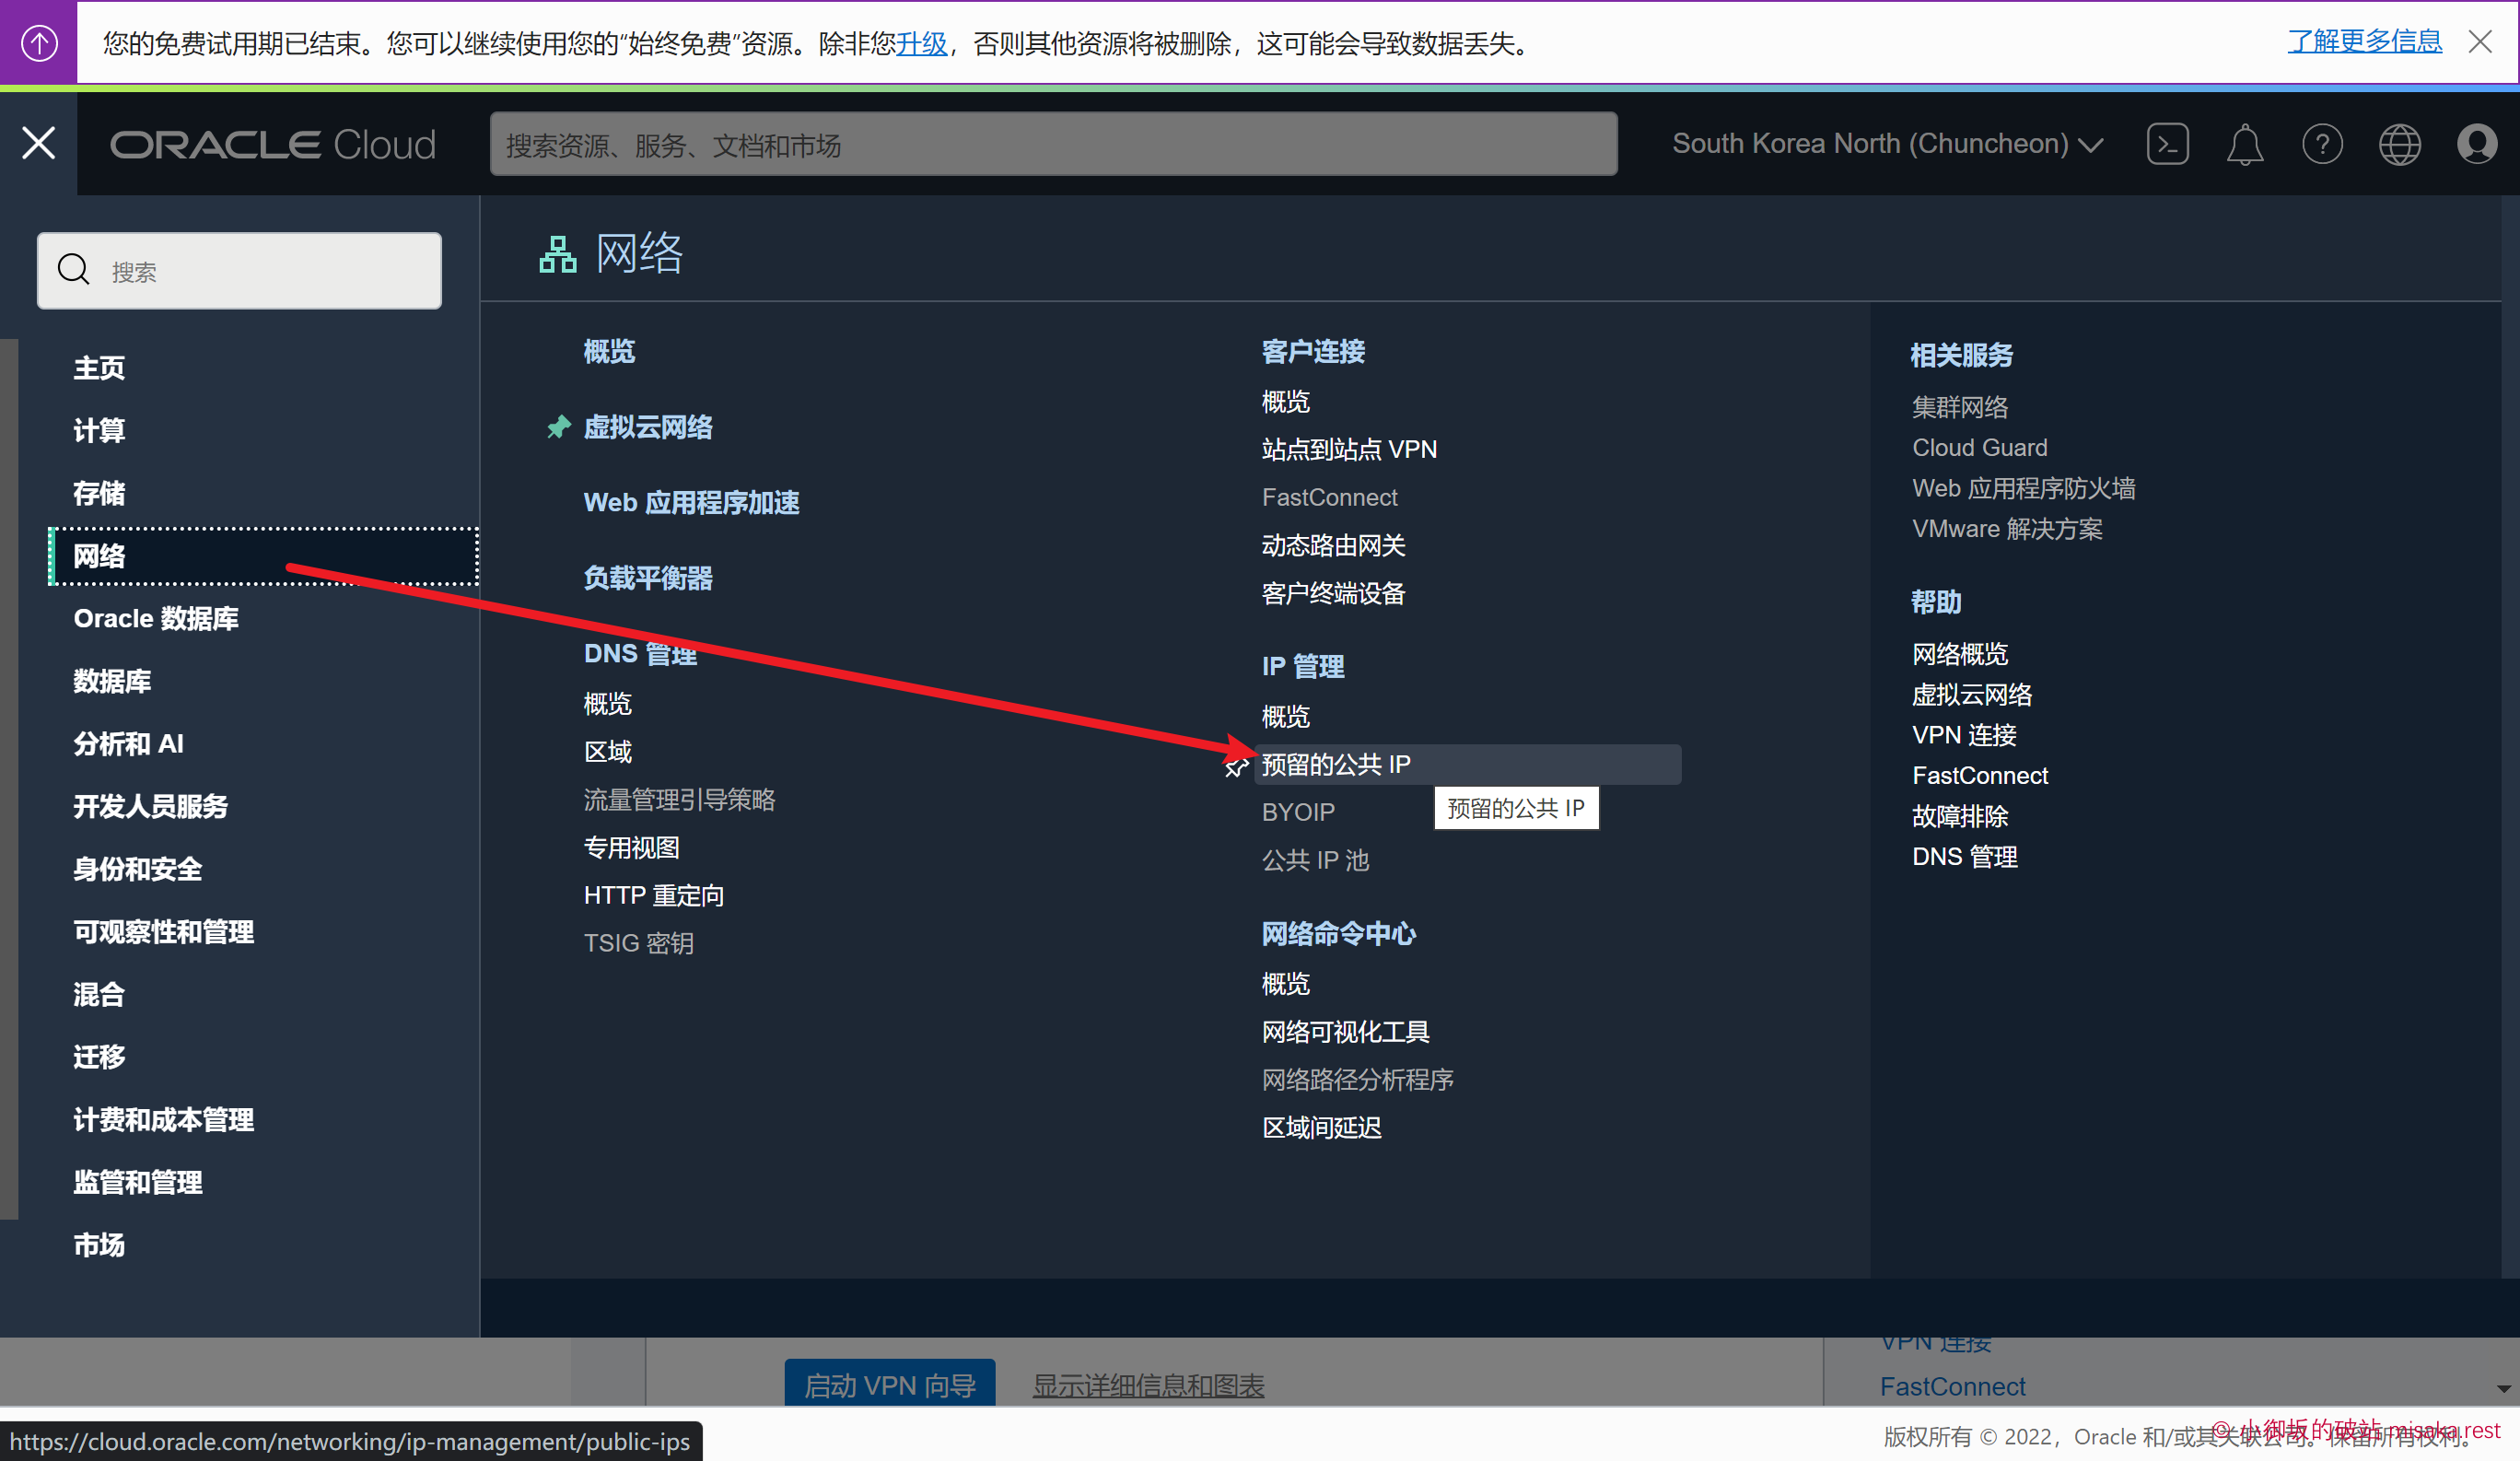 您的免费试用期已结束。您可以继续使用您的“始终免费”资源。除非您升级，否则其他资源将被删除，这可能会导致数据丢失。
了解更多信息
ORACLE Cloud
搜索资源、服务、文档和市场
South Korea North (Chuncheon)
搜索
主页
计算
存储
网络
Oracle 数据库
数据库
分析和 AI
开发人员服务
身份和安全
可观察性和管理
混合
迁移
计费和成本管理
监管和管理
市场
网络
概览
虚拟云网络
Web 应用程序加速
负载平衡器
DNS 管理
概览
区域
流量管理引导策略
专用视图
HTTP 重定向
TSIG 密钥
客户连接
概览
站点到站点 VPN
FastConnect
动态路由网关
客户终端设备
IP 管理
概览
预留的公共 IP
预留的公共 IP
BYOIP
公共 IP 池
网络命令中心
概览
网络可视化工具
网络路径分析程序
区域间延迟
相关服务
集群网络
Cloud Guard
Web 应用程序防火墙
VMware 解决方案
帮助
网络概览
虚拟云网络
VPN 连接
FastConnect
故障排除
DNS 管理
启动 VPN 向导
显示详细信息和图表
VPN 连接
FastConnect
https://cloud.oracle.com/networking/ip-management/public-ips
版权所有 © 2022，Oracle 和/或其关联公司。保留所有权利。
© 小御坂的破站 misaka.rest